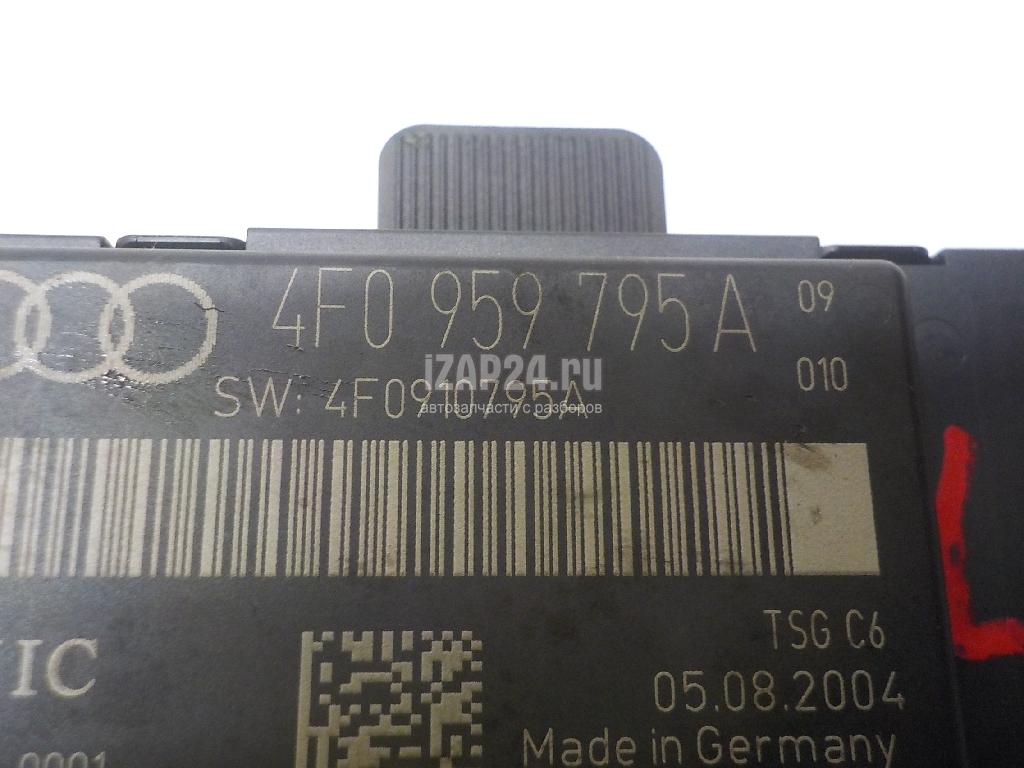 4F0 959 795 A 09
010
SW: 4F0910795A
iZAP24.ru
автозапчасти с разборов
L
TSG C6
IC
05.08.2004
0001
Made in Germany